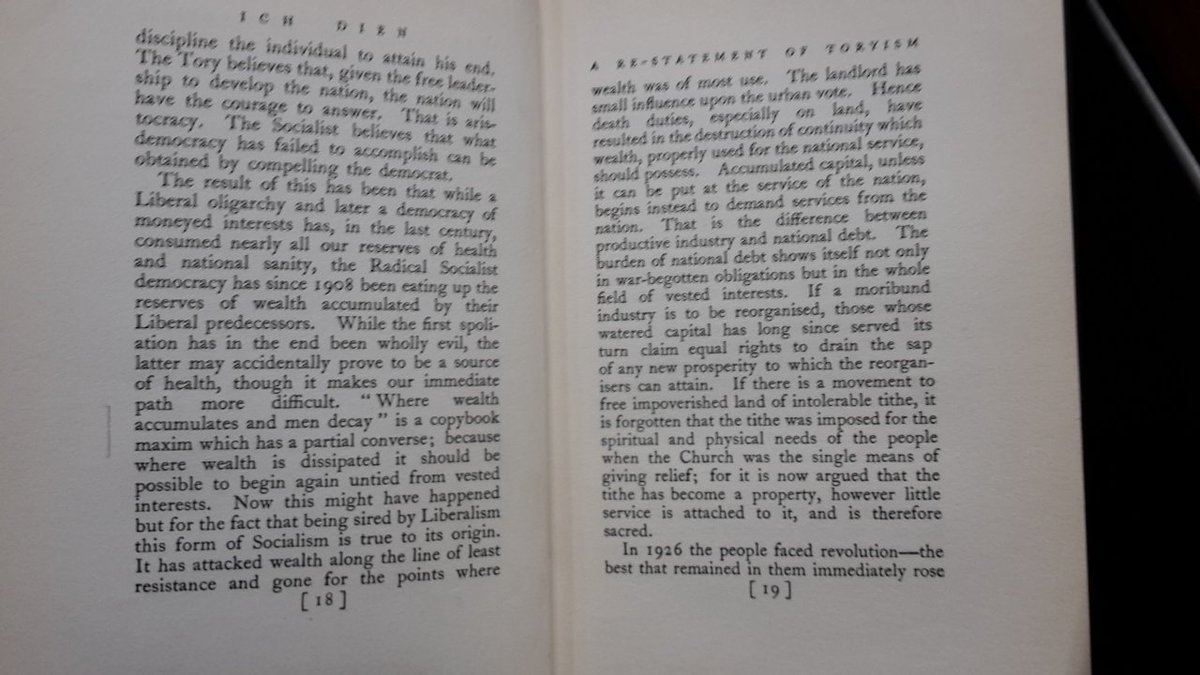 ICH DIEN
discipline the individual to attain his end.
The Tory believes that, given the free leader-
ship to develop the nation, the nation will
have the courage to answer. That is aris-
tocracy. The Socialist believes that what
democracy has failed to accomplish can be
obtained by compelling the democrat.
The result of this has been that while a
Liberal oligarchy and later a democracy of
moneyed interests has, in the last century,
consumed nearly all our reserves of health
and national sanity, the Radical Socialist
democracy has since 1908 been eating up the
reserves of wealth accumulated by their
Liberal predecessors. While the first spoli-
ation has in the end been wholly evil, the
latter may accidentally prove to be a source
of health, though it makes our immediate
path more difficult. “Where wealth
accumulates and men decay” is a copybook
maxim which has a partial converse; because
where wealth is dissipated it should be
possible to begin again untied from vested
interests. Now this might have happened
but for the fact that being sired by Liberalism
this form of Socialism is true to its origin.
It has attacked wealth along the line of least
resistance and gone for the points where
[18]
A RE-STATEMENT OF TORYISM
wealth was of most use. The landlord has
small influence upon the urban vote. Hence
death duties, especially on land, have
resulted in the destruction of continuity which
wealth, properly used for the national service,
should possess. Accumulated capital, unless
it can be put at the service of the nation,
begins instead to demand services from the
nation. That is the difference between
productive industry and national debt. The
burden of national debt shows itself not only
in war-begotten obligations but in the whole
field of vested interests. If a moribund
industry is to be reorganised, those whose
watered capital has long since served its
turn claim equal rights to drain the sap
of any new prosperity to which the reorgan-
isers can attain. If there is a movement to
free impoverished land of intolerable tithe, it
is forgotten that the tithe was imposed for the
spiritual and physical needs of the people
when the Church was the single means of
giving relief; for it is now argued that the
tithe has become a property, however little
service is attached to it, and is therefore
sacred.
In 1926 the people faced revolution—the
best that remained in them immediately rose
[19]